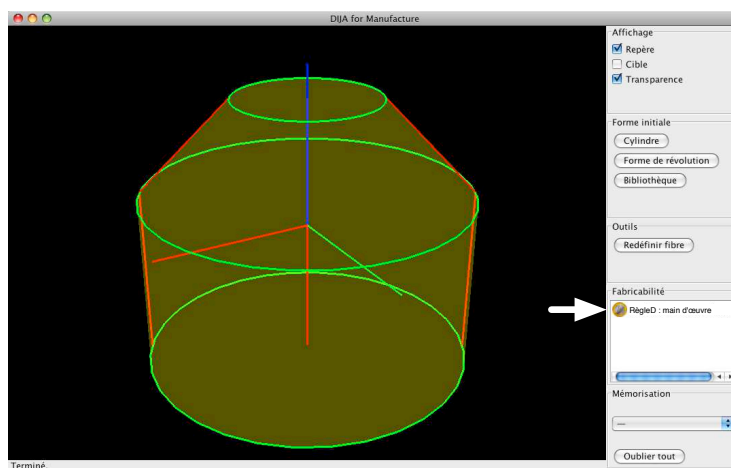 DIJA for Manufacture
Affichage
Repère
Cible
Transparence
Forme initiale
Cylindre
Forme de révolution
Bibliothèque
Outils
Redéfinir fibre
Fabricabilité
RègleD : main d'œuvre
Mémorisation
—
Oublier tout
Terminé